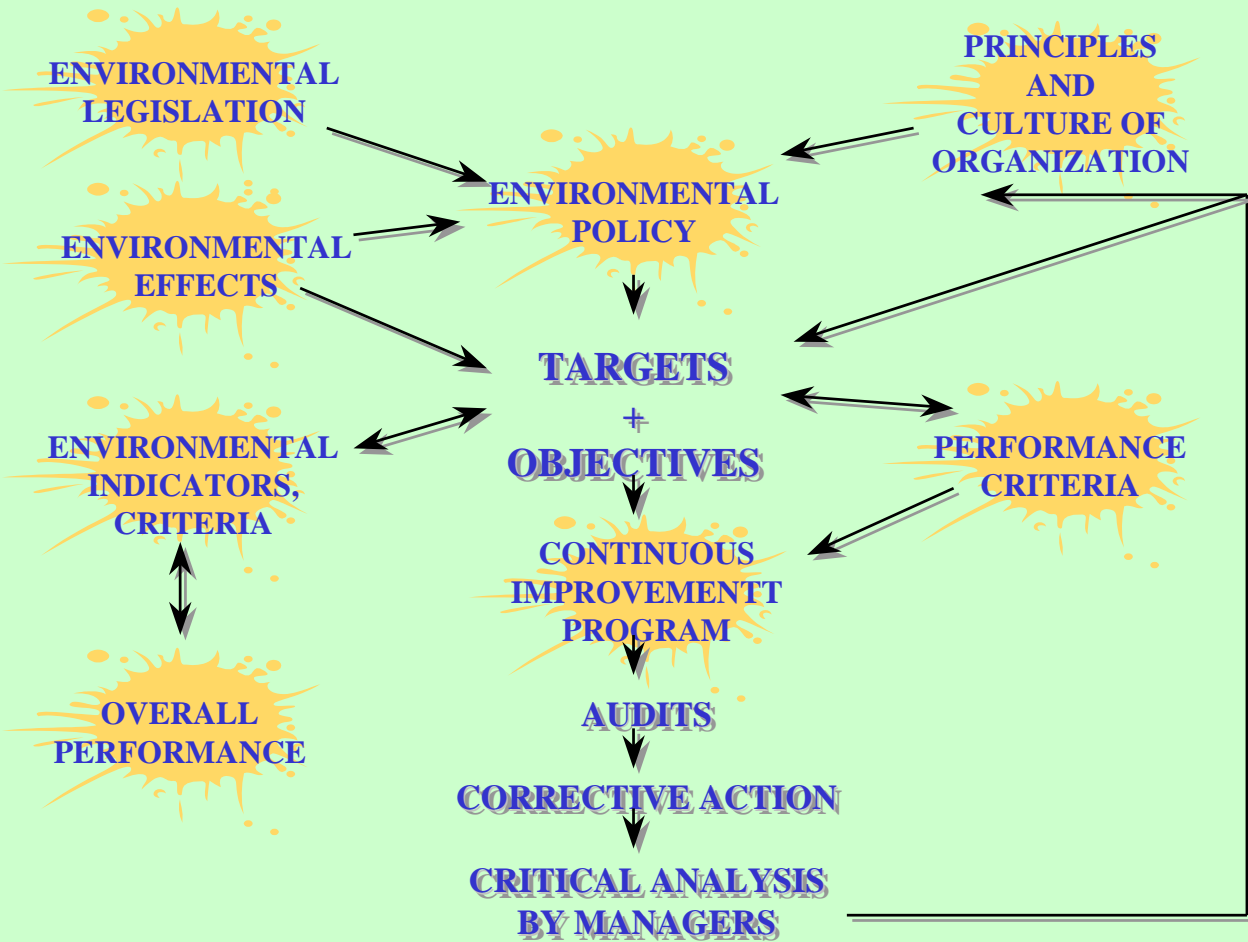 ENVIRONMENTAL
LEGISLATION
PRINCIPLES
AND
CULTURE OF
ORGANIZATION
ENVIRONMENTAL
POLICY
ENVIRONMENTAL
EFFECTS
TARGETS
+
OBJECTIVES
ENVIRONMENTAL
INDICATORS,
CRITERIA
PERFORMANCE
CRITERIA
CONTINUOUS
IMPROVEMENTT
PROGRAM
OVERALL
PERFORMANCE
AUDITS
CORRECTIVE ACTION
CRITICAL ANALYSIS
BY MANAGERS